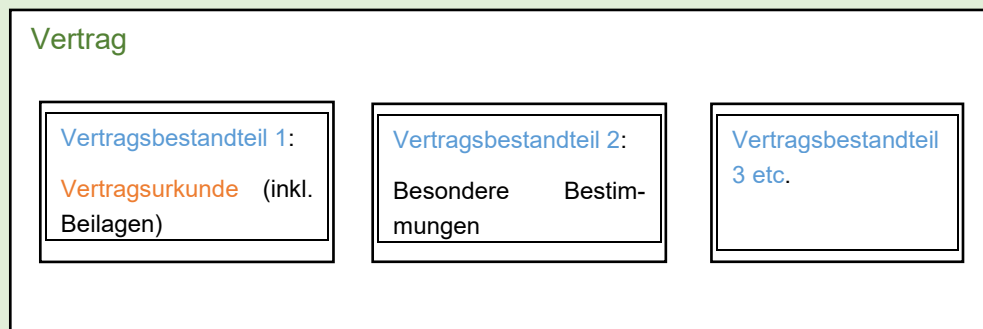 Vertrag
Vertragsbestandteil 1:
Vertragsurkunde (inkl.
Beilagen)
Vertragsbestandteil 2:
Besondere Bestim-
mungen
Vertragsbestandteil
3 etc.